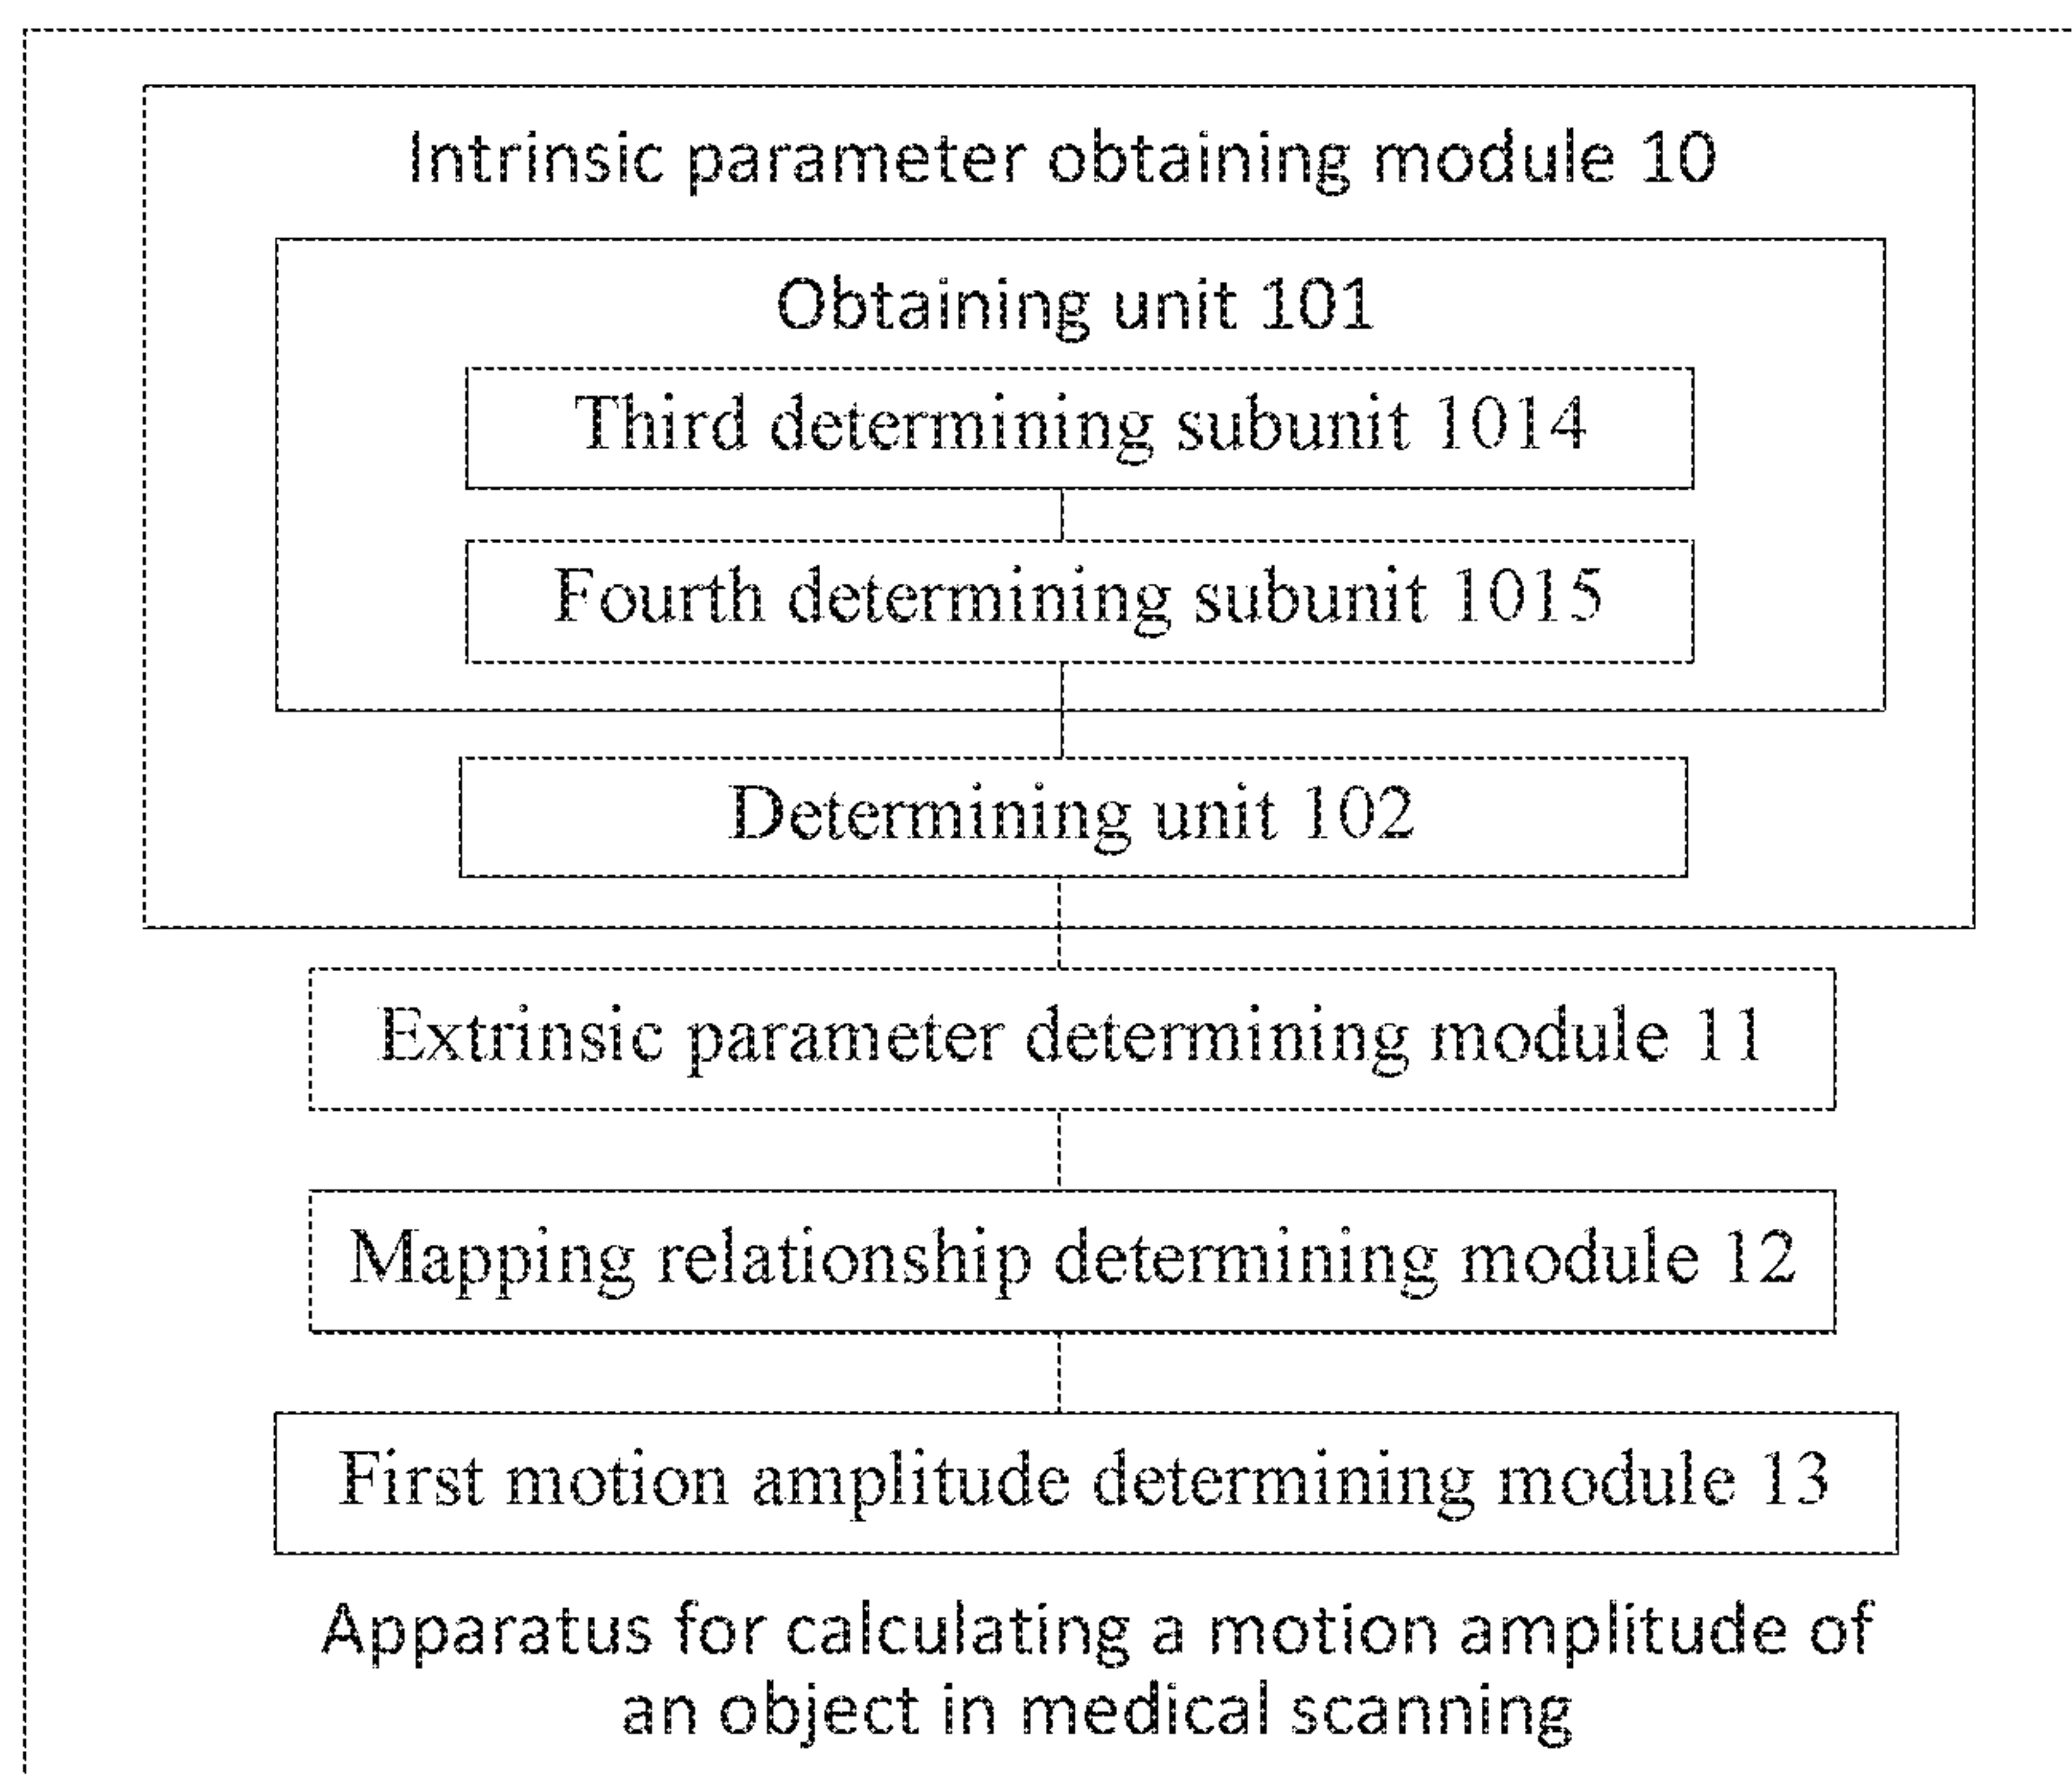 Intrinsic parameter obtaining module 10
Obtaining unit 101
Third determining subunit 1014
Fourth determining subunit 1015
Determining unit 102
Extrinsic parameter determining module 11
Mapping relationship determining module 12
First motion amplitude determining module 13
Apparatus for calculating a motion amplitude of
an object in medical scanning